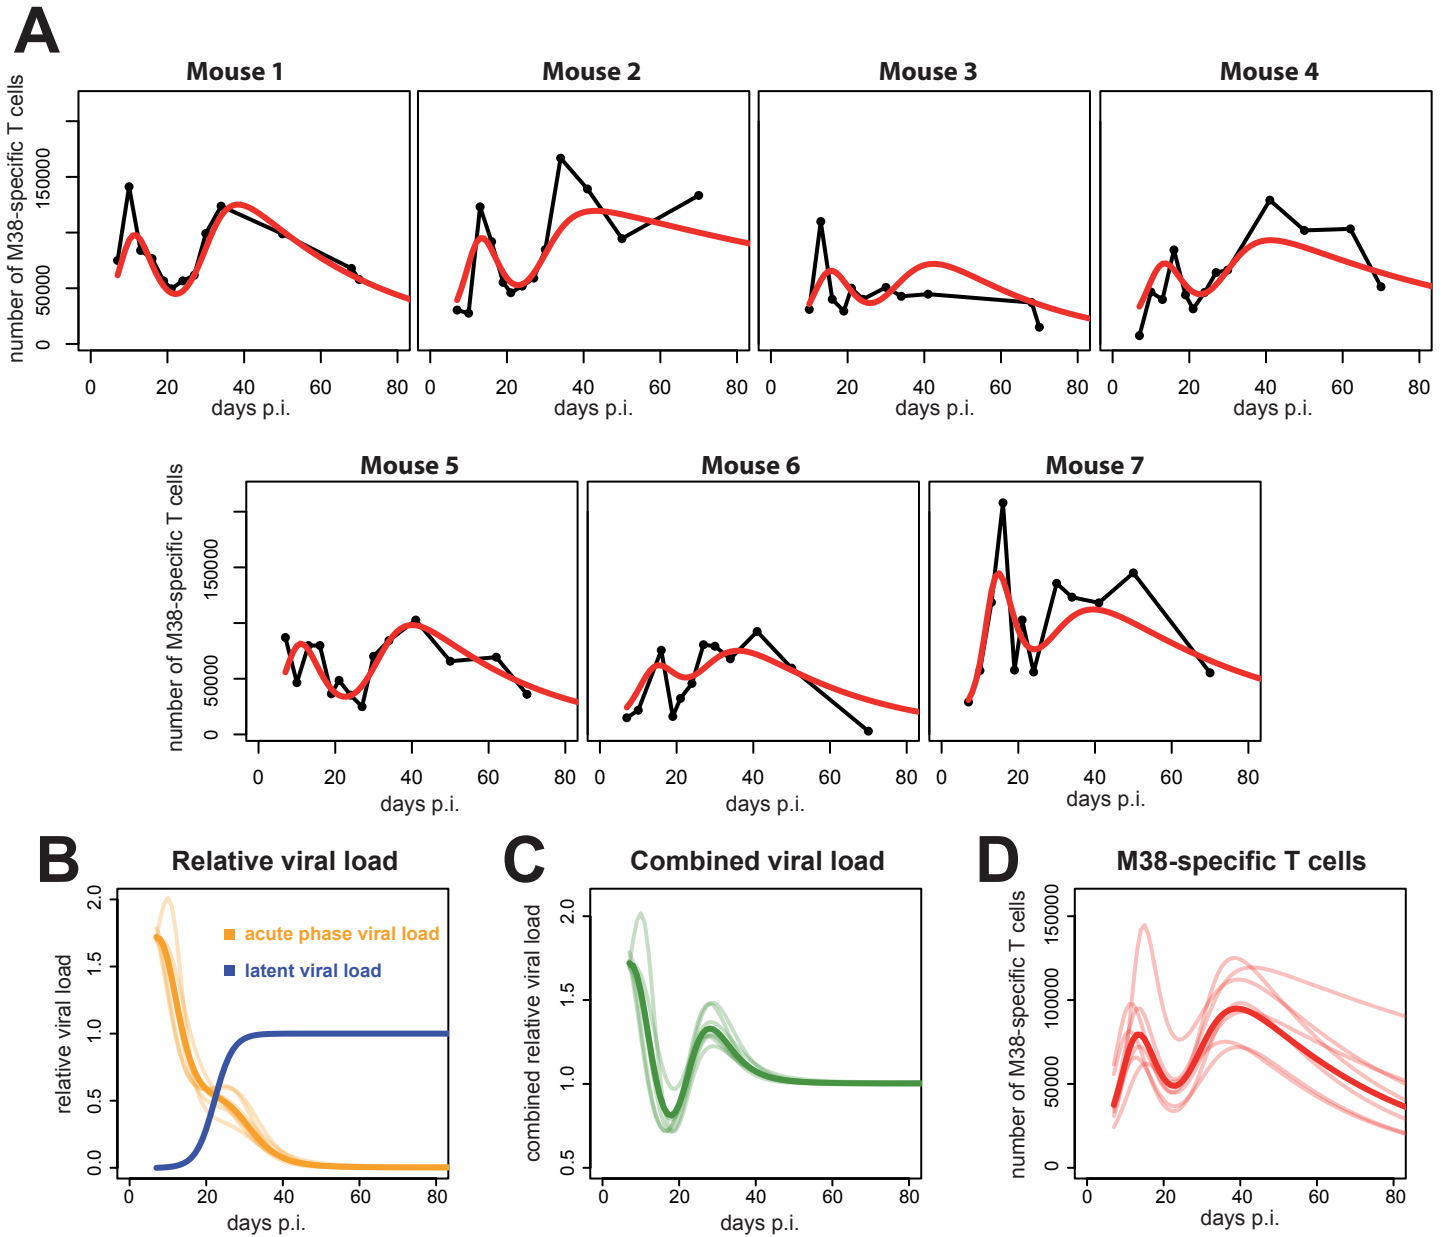 A
Mouse 1
Mouse 2
Mouse 3
Mouse 4
number of M38-specific T cells
0
50000
150000
0 20 40 60 80
0 20 40 60 80
0 20 40 60 80
0 20 40 60 80
days p.i.
days p.i.
days p.i.
days p.i.
Mouse 5
Mouse 6
Mouse 7
number of M38-specific T cells
0
50000
150000
0 20 40 60 80
0 20 40 60 80
0 20 40 60 80
days p.i.
days p.i.
days p.i.
B
Relative viral load
relative viral load
0.0
0.5
1.0
1.5
2.0
acute phase viral load
latent viral load
0 20 40 60 80
days p.i.
C
Combined viral load
combined relative viral load
0.5
1.0
1.5
2.0
0 20 40 60 80
days p.i.
D
M38-specific T cells
number of M38-specific T cells
0
50000
100000
150000
0 20 40 60 80
days p.i.